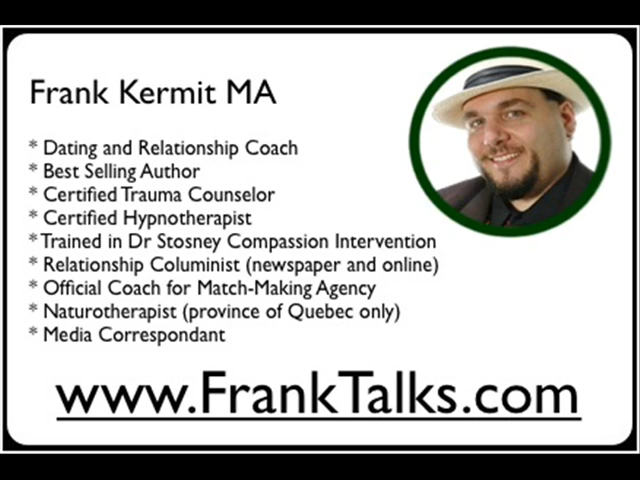 Frank Kermit MA
* Dating and Relationship Coach
* Best Selling Author
* Certified Trauma Counselor
* Certified Hypnotherapist
* Trained in Dr Stosney Compassion Intervention
* Relationship Columinist (newspaper and online)
* Official Coach for Match-Making Agency
* Naturotherapist (province of Quebec only)
* Media Correspondant
www.FrankTalks.com